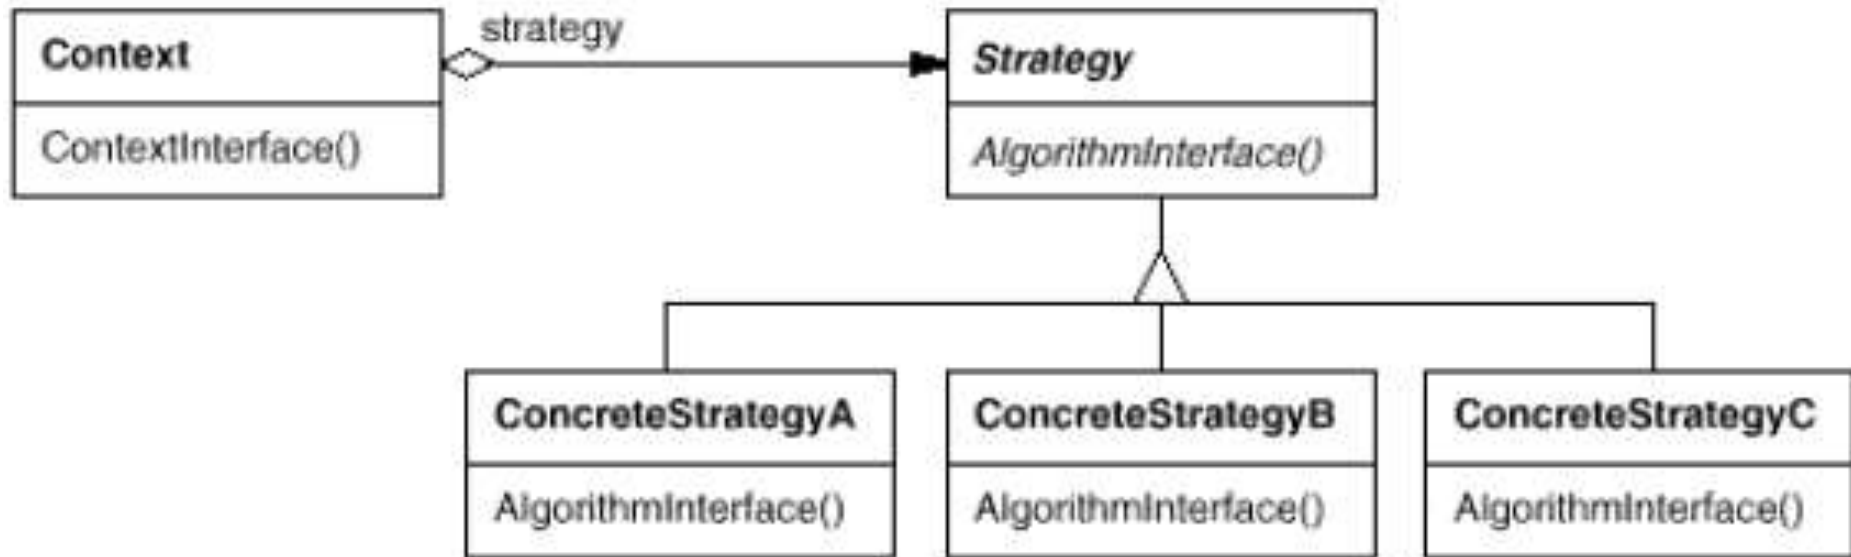 strategy
Context
Strategy
ContextInterface()
AlgorithmInterface()
ConcreteStrategyA
ConcreteStrategyB
ConcreteStrategyC
AlgorithmInterface()
AlgorithmInterface()
AlgorithmInterface()